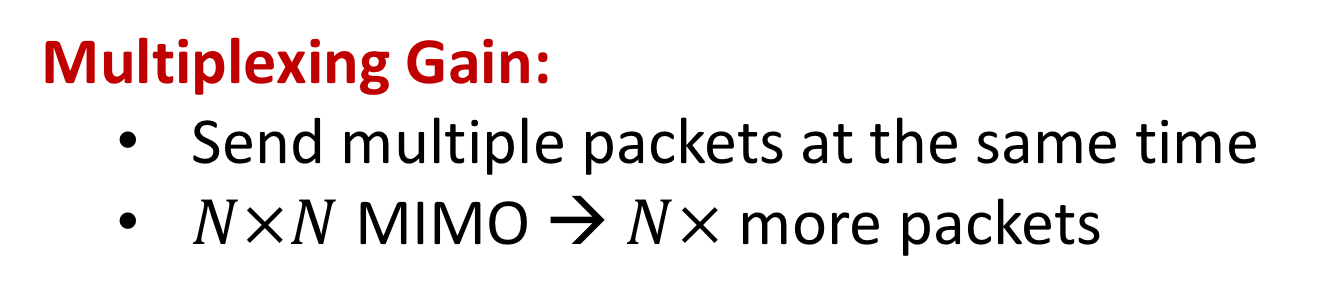 Multiplexing Gain:
• Send multiple packets at the same time
• N×N MIMO → N× more packets